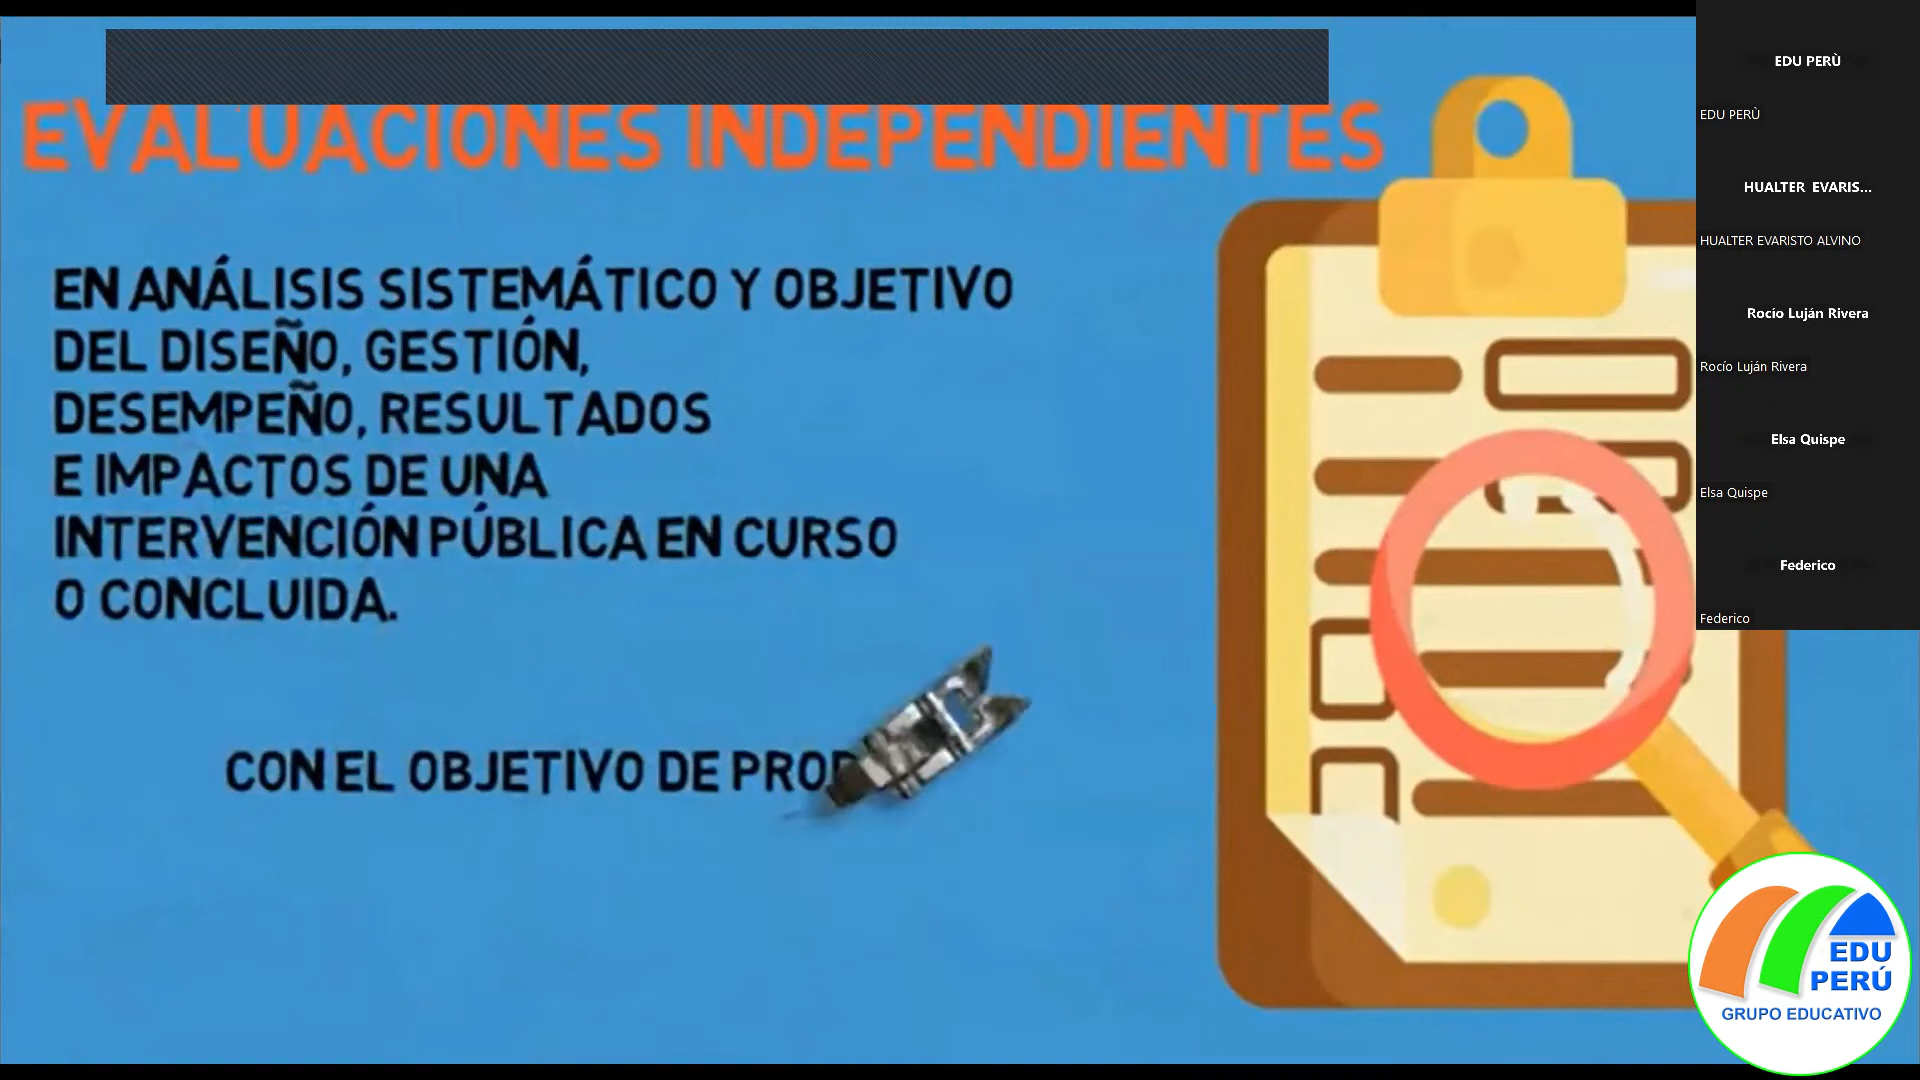 EVALUACIONES INDEPENDIENTES
EN ANÁLISIS SISTEMÁTICO Y OBJETIVO
DEL DISEÑO, GESTIÓN,
DESEMPEÑO, RESULTADOS
E IMPACTOS DE UNA
INTERVENCIÓN PÚBLICA EN CURSO
O CONCLUIDA.
CON EL OBJETIVO DE PROD
EDU PERÙ
EDU PERÙ
HUALTER EVARIS...
HUALTER EVARISTO ALVINO
Rocío Luján Rivera
Rocío Luján Rivera
Elsa Quispe
Elsa Quispe
Federico
Federico
EDU
PERÚ
GRUPO EDUCATIVO